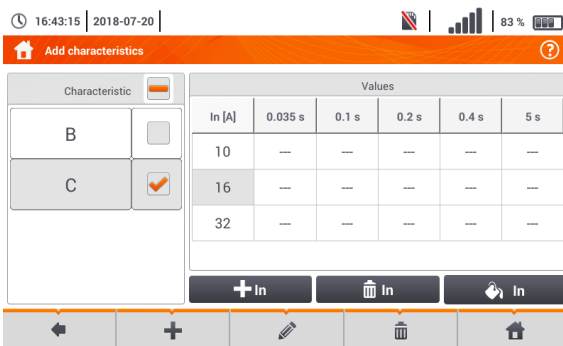 16:43:15 2018-07-20 83 %
Add characteristics ?
Characteristic Values
In [A] 0.035 s 0.1 s 0.2 s 0.4 s 5 s
B
10 --- --- --- --- ---
C
16 --- --- --- --- ---
32 --- --- --- --- ---
In In In